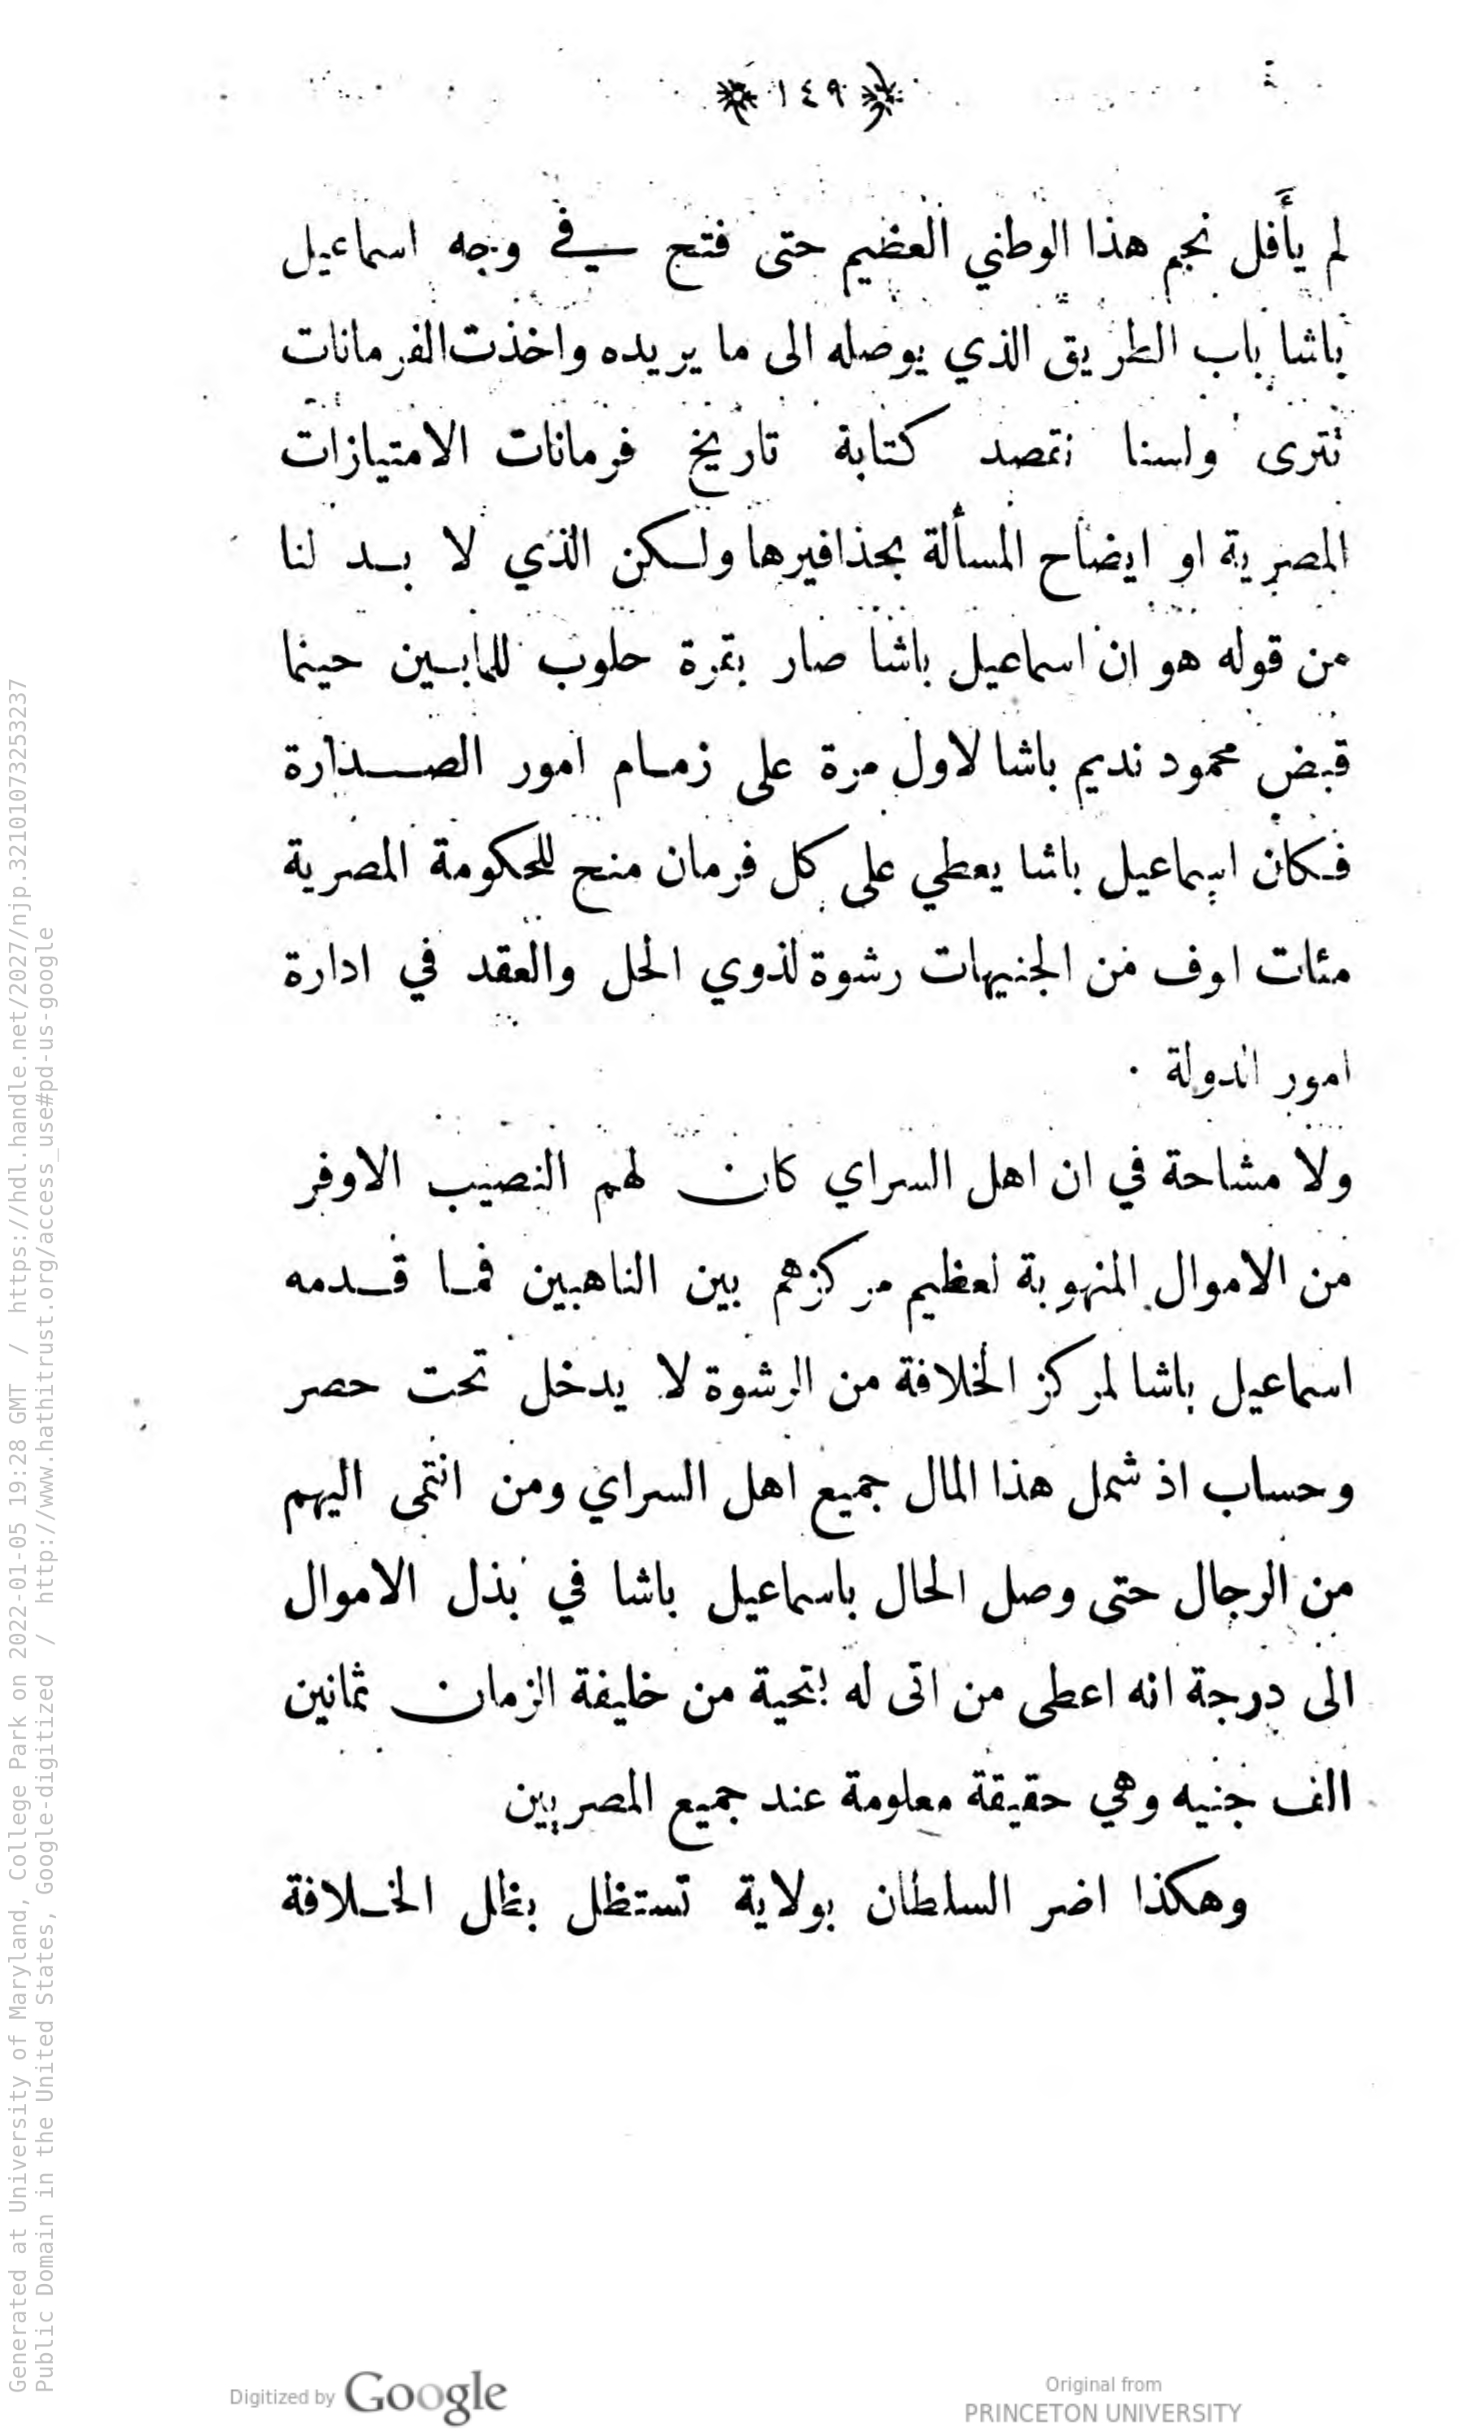 ١٤٩
لم يأفل نجم هذا الوطني العظيم حتى فتح في وجه اسماعيل
باشا باب الطريق الذي يوصله الى ما يريده واخذت الفرمانات
نترى ولسنا نقصد كتابة تاريخ فرمانات الامتيازات
المصرية او ايضاح المسألة بحذافيرها ولكن الذي لا بد لنا
من قوله هو ان اسماعيل باشا صار بقرة حلوب للمابين حينما
قبض محمود نديم باشا لاول مرة على زمام امور الصدارة
فكان اسماعيل باشا يعطي على كل فرمان منح للحكومة المصرية
مئات اوف من الجنيهات رشوة لذوي الحل والعقد في ادارة
امور الدولة ٠
ولا مشاحة في ان اهل السراي كان لهم النصيب الاوفر
من الاموال المنهوبة لعظيم مركزهم بين الناهبين فما قدمه
اسماعيل باشا لمركز الخلافة من الرشوة لا يدخل تحت حصر
وحساب اذ شمل هذا المال جميع اهل السراي ومن انتمى اليهم
من الرجال حتى وصل الحال باسماعيل باشا في بذل الاموال
الى درجة انه اعطى من اتى له بتحية من خليفة الزمان ثمانين
الف جنيه وهي حقيقة معلومة عند جميع المصريين
وهكذا اضر السلطان بولاية تستظل بظل الخلافة
Digitized by Google
Original from
PRINCETON UNIVERSITY
Generated at University of Maryland, College Park on 2022-01-05 19:28 GMT / https://hdl.handle.net/2027/njp.32101073253237
Public Domain in the United States, Google-digitized / http://www.hathitrust.org/access_use#pd-us-google